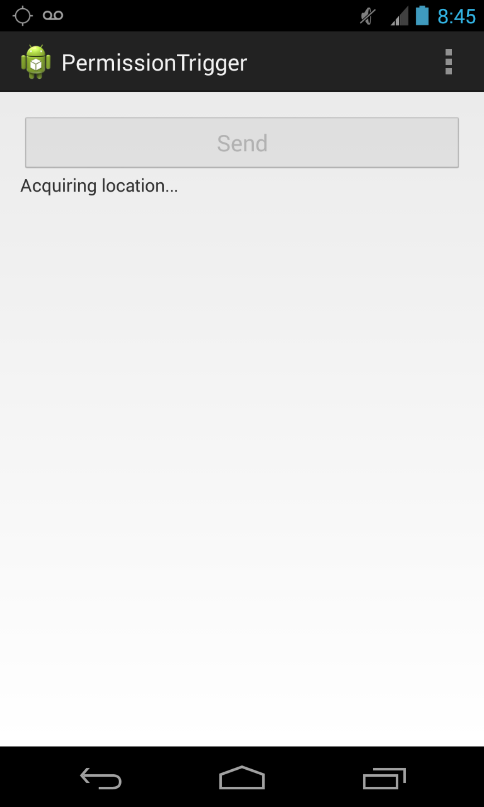 8:45
PermissionTrigger
Send
Acquiring location...